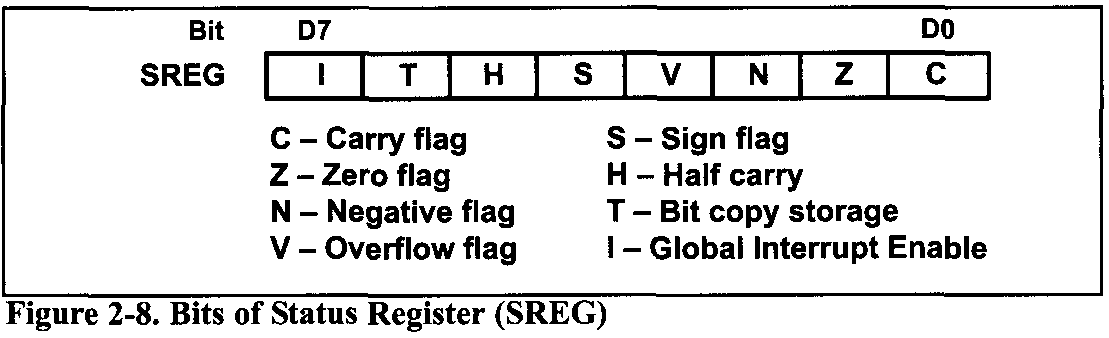 Bit D7 D0
SREG I T H S V N Z C
C – Carry flag S – Sign flag
Z – Zero flag H – Half carry
N – Negative flag T – Bit copy storage
V – Overflow flag I – Global Interrupt Enable
Figure 2-8. Bits of Status Register (SREG)